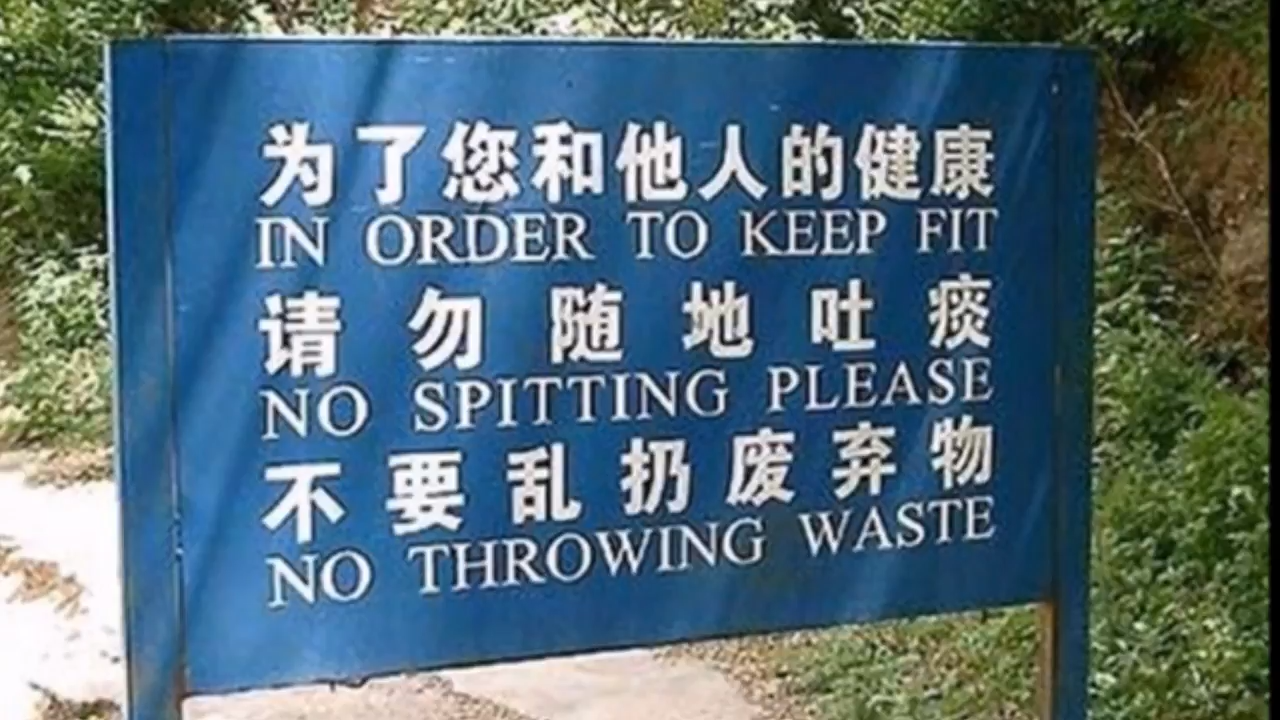 为了您和他人的健康
IN ORDER TO KEEP FIT
请勿随地吐痰
NO SPITTING PLEASE
不要乱扔废弃物
NO THROWING WASTE